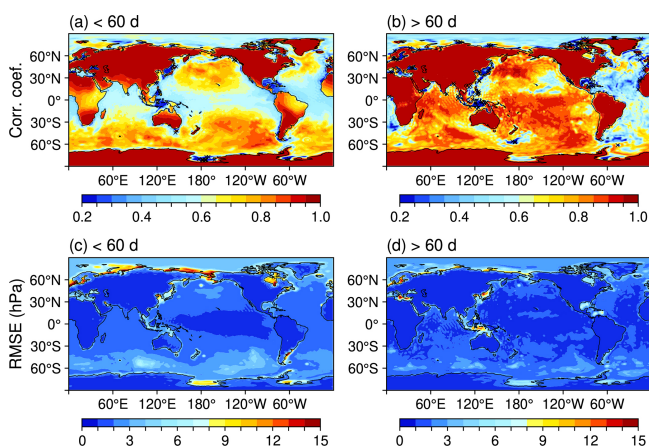 (a) < 60 d
(b) > 60 d
Corr. coef.
60°N
30°N
0°
30°S
60°S
60°N
30°N
0°
30°S
60°S
60°E 120°E 180° 120°W 60°W
60°E 120°E 180° 120°W 60°W
0.2 0.4 0.6 0.8 1.0
0.2 0.4 0.6 0.8 1.0
(c) < 60 d
(d) > 60 d
RMSE (hPa)
60°N
30°N
0°
30°S
60°S
60°N
30°N
0°
30°S
60°S
60°E 120°E 180° 120°W 60°W
60°E 120°E 180° 120°W 60°W
0 3 6 9 12 15
0 3 6 9 12 15